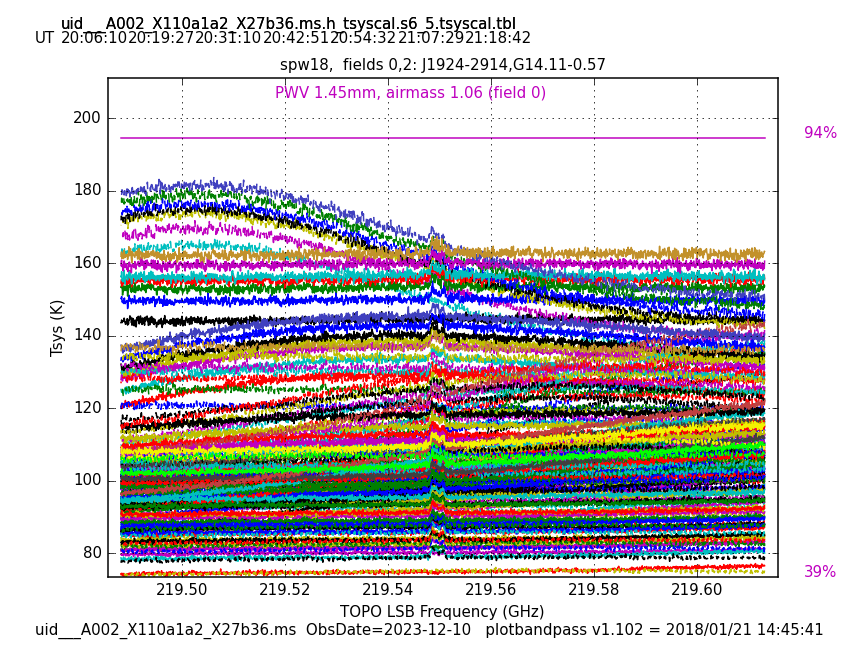 uid___A002_X110a1a2_X27b36.ms.h_tsyscal.s6_5.tsyscal.tbl
UT 20:06:10 20:19:27 20:31:10 20:42:51 20:54:32 21:07:29 21:18:42
spw18, fields 0,2: J1924-2914,G14.11-0.57
PWV 1.45mm, airmass 1.06 (field 0)
200
94%
180
160
Tsys (K)
140
120
100
80
39%
219.50 219.52 219.54 219.56 219.58 219.60
TOPO LSB Frequency (GHz)
uid___A002_X110a1a2_X27b36.ms ObsDate=2023-12-10 plotbandpass v1.102 = 2018/01/21 14:45:41